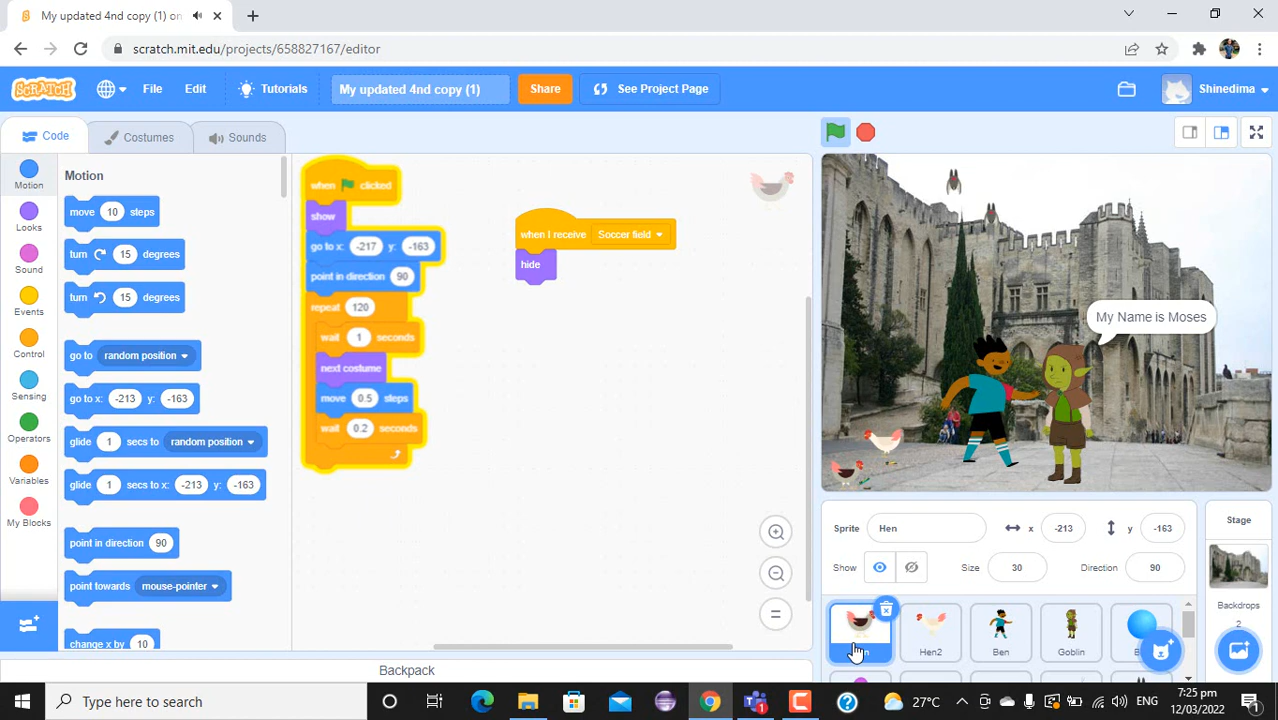 My updated 4nd copy (1) on
scratch.mit.edu/projects/658827167/editor
SCRATCH
File
Edit
Tutorials
My updated 4nd copy (1)
Share
See Project Page
Shinedima
Code
Costumes
Sounds
Motion
Looks
Sound
Events
Control
Sensing
Operators
Variables
My Blocks
Motion
move 10 steps
turn 15 degrees
turn 15 degrees
go to random position
go to x: -213 y: -163
glide 1 secs to random position
glide 1 secs to x: -213 y: -163
point in direction 90
point towards mouse-pointer
change x by 10
when clicked
show
go to x: -217 y: -163
point in direction 90
repeat 120
wait 1 seconds
next costume
move 0.5 steps
wait 0.2 seconds
when I receive Soccer field
hide
My Name is Moses
Sprite Hen x -213 y -163
Show Size 30 Direction 90
Hen2
Ben
Goblin
Stage
Backdrops
2
Backpack
Type here to search
27°C
ENG
7:25 pm
12/03/2022
1